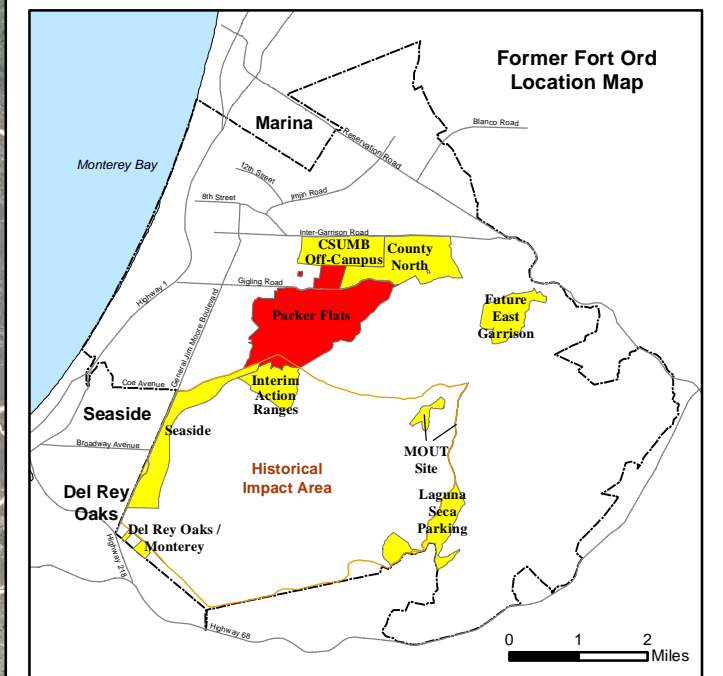 Former Fort Ord
Location Map
Marina
Blanco Road
Reservation Road
Monterey Bay
12th Street
Imjin Road
8th Street
Inter-Garrison Road
CSUMB
Off-Campus
County
North
Gigling Road
Highway 1
General Jim Moore Boulevard
Parker Flats
Future
East
Garrison
Coe Avenue
Interim
Action
Ranges
Seaside
Seaside
Broadway Avenue
MOUT
Site
Historical
Impact Area
Del Rey
Oaks
Laguna
Seca
Parking
Del Rey Oaks /
Monterey
Highway 218
Highway 68
0 1 2
Miles